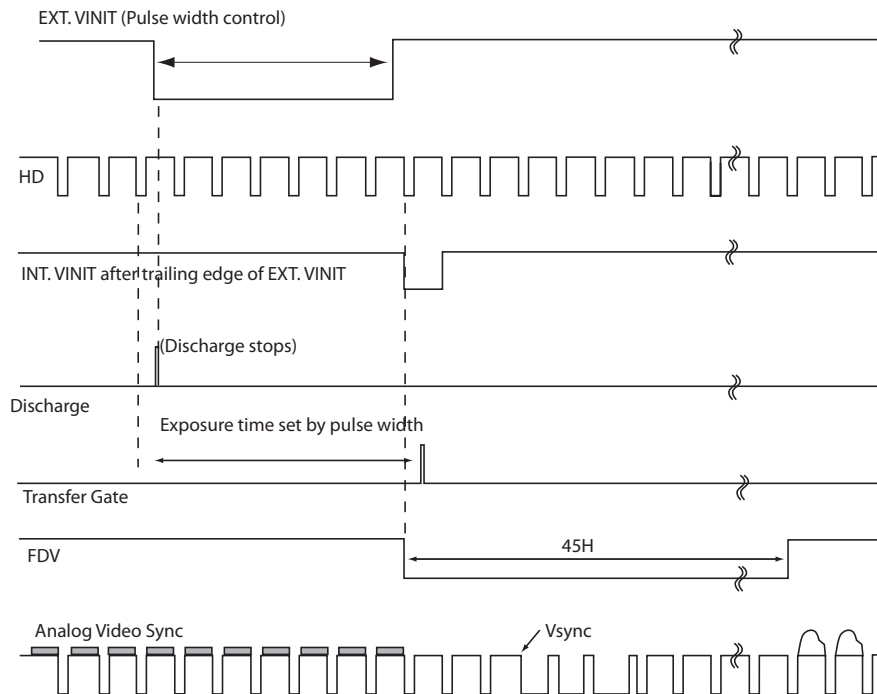 EXT. VINIT (Pulse width control)
HD
INT. VINIT after trailing edge of EXT. VINIT
(Discharge stops)
Discharge
Exposure time set by pulse width
Transfer Gate
FDV
45H
Analog Video Sync
Vsync